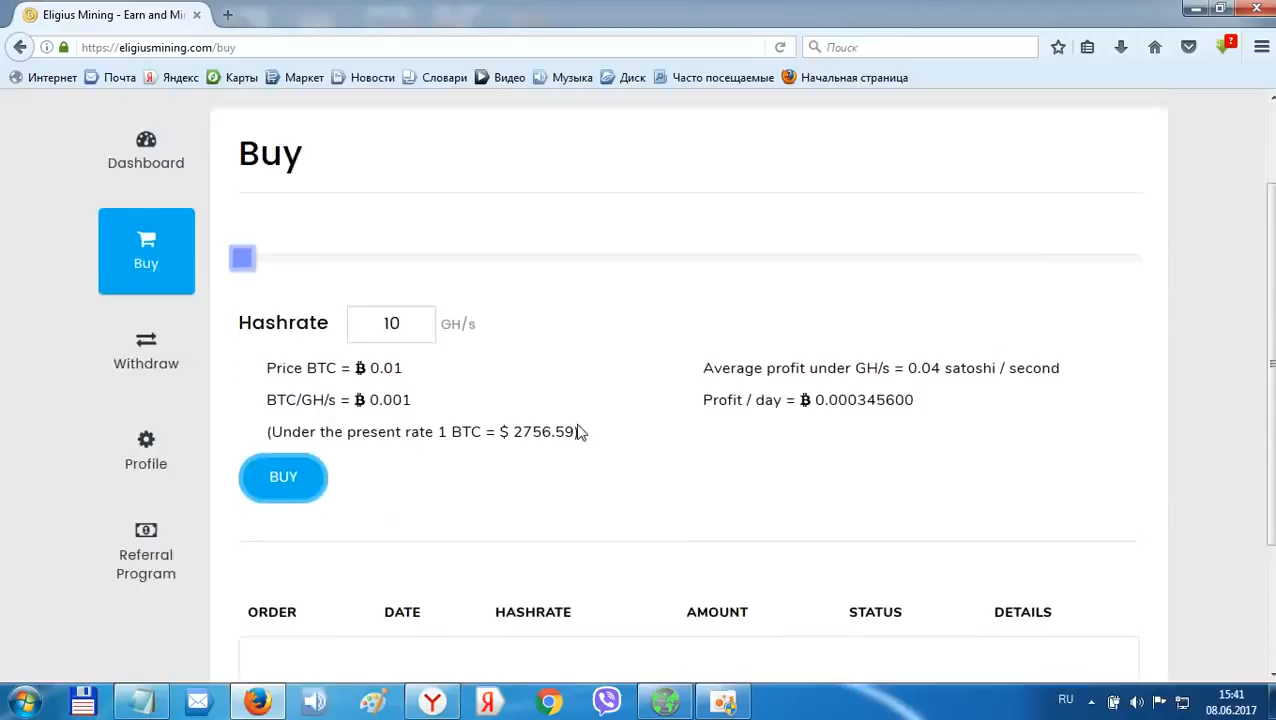 Eligius Mining - Earn and Mi
https://eligiusmining.com/buy
Поиск
?
Интернет Почта Яндекс Карты Маркет Новости Словари Видео Музыка Диск Часто посещаемые Начальная страница
Dashboard
Buy
Withdraw
Profile
Referral
Program
Buy
Hashrate 10 GH/s
Price BTC = ₿ 0.01
Average profit under GH/s = 0.04 satoshi / second
BTC/GH/s = ₿ 0.001
Profit / day = ₿ 0.000345600
(Under the present rate 1 BTC = $ 2756.59)
BUY
ORDER DATE HASHRATE AMOUNT STATUS DETAILS
RU
15:41
08.06.2017